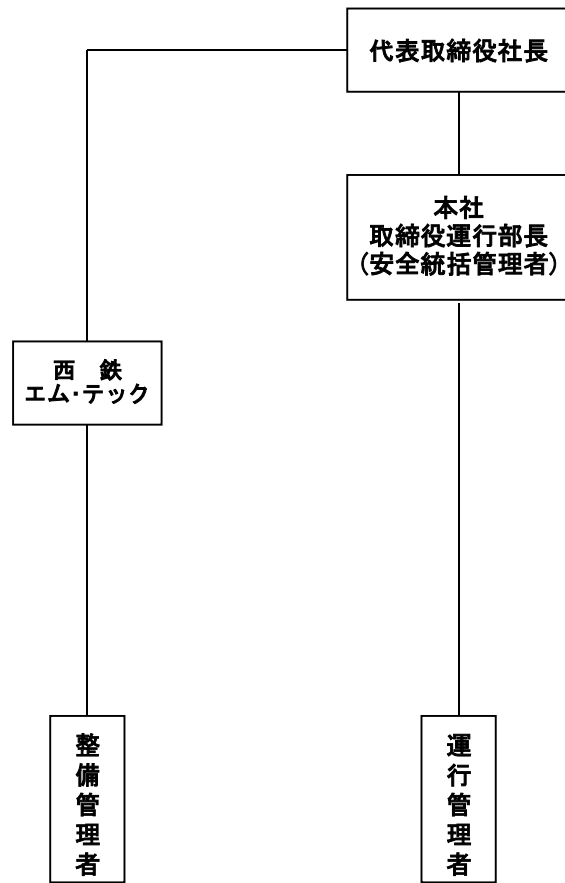 代表取締役社長
本社
取締役運行部長
(安全統括管理者)
西　鉄
エム・テック
整備管理者
運行管理者